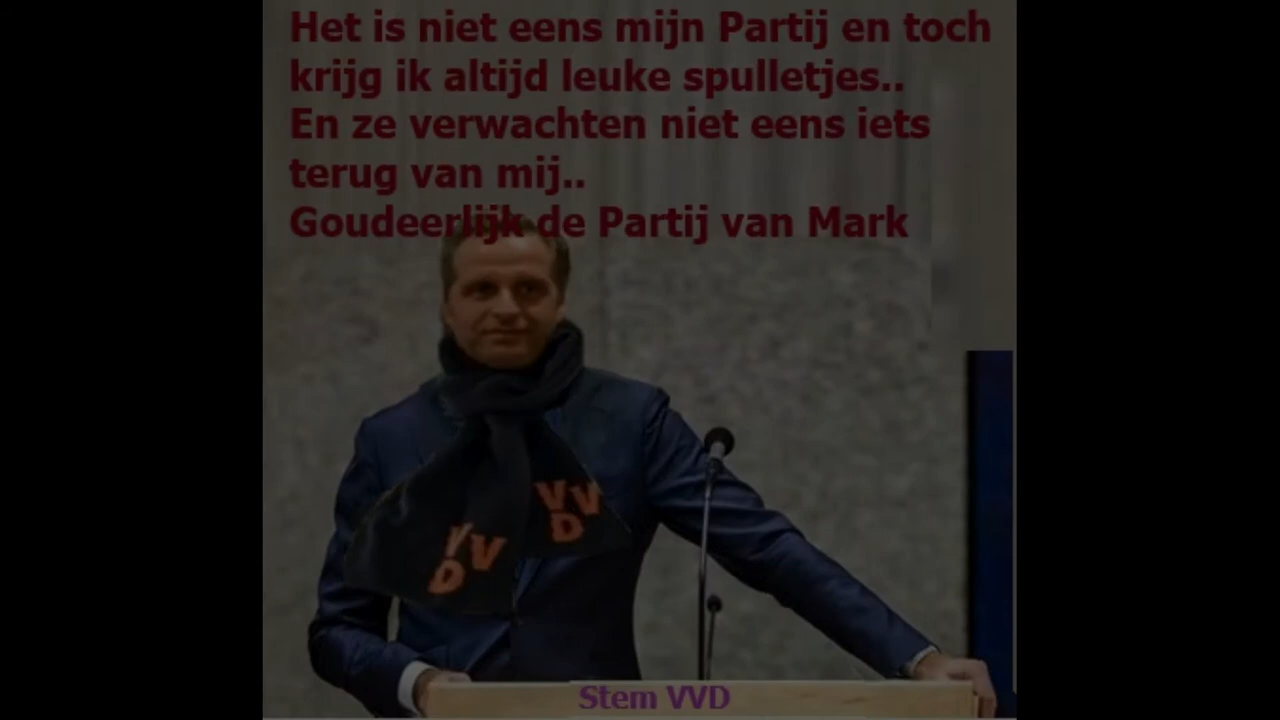 Het is niet eens mijn Partij en toch
krijg ik altijd leuke spulletjes..
En ze verwachten niet eens iets
terug van mij..
Goudeerlijk de Partij van Mark
VVD
VVD
Stem VVD